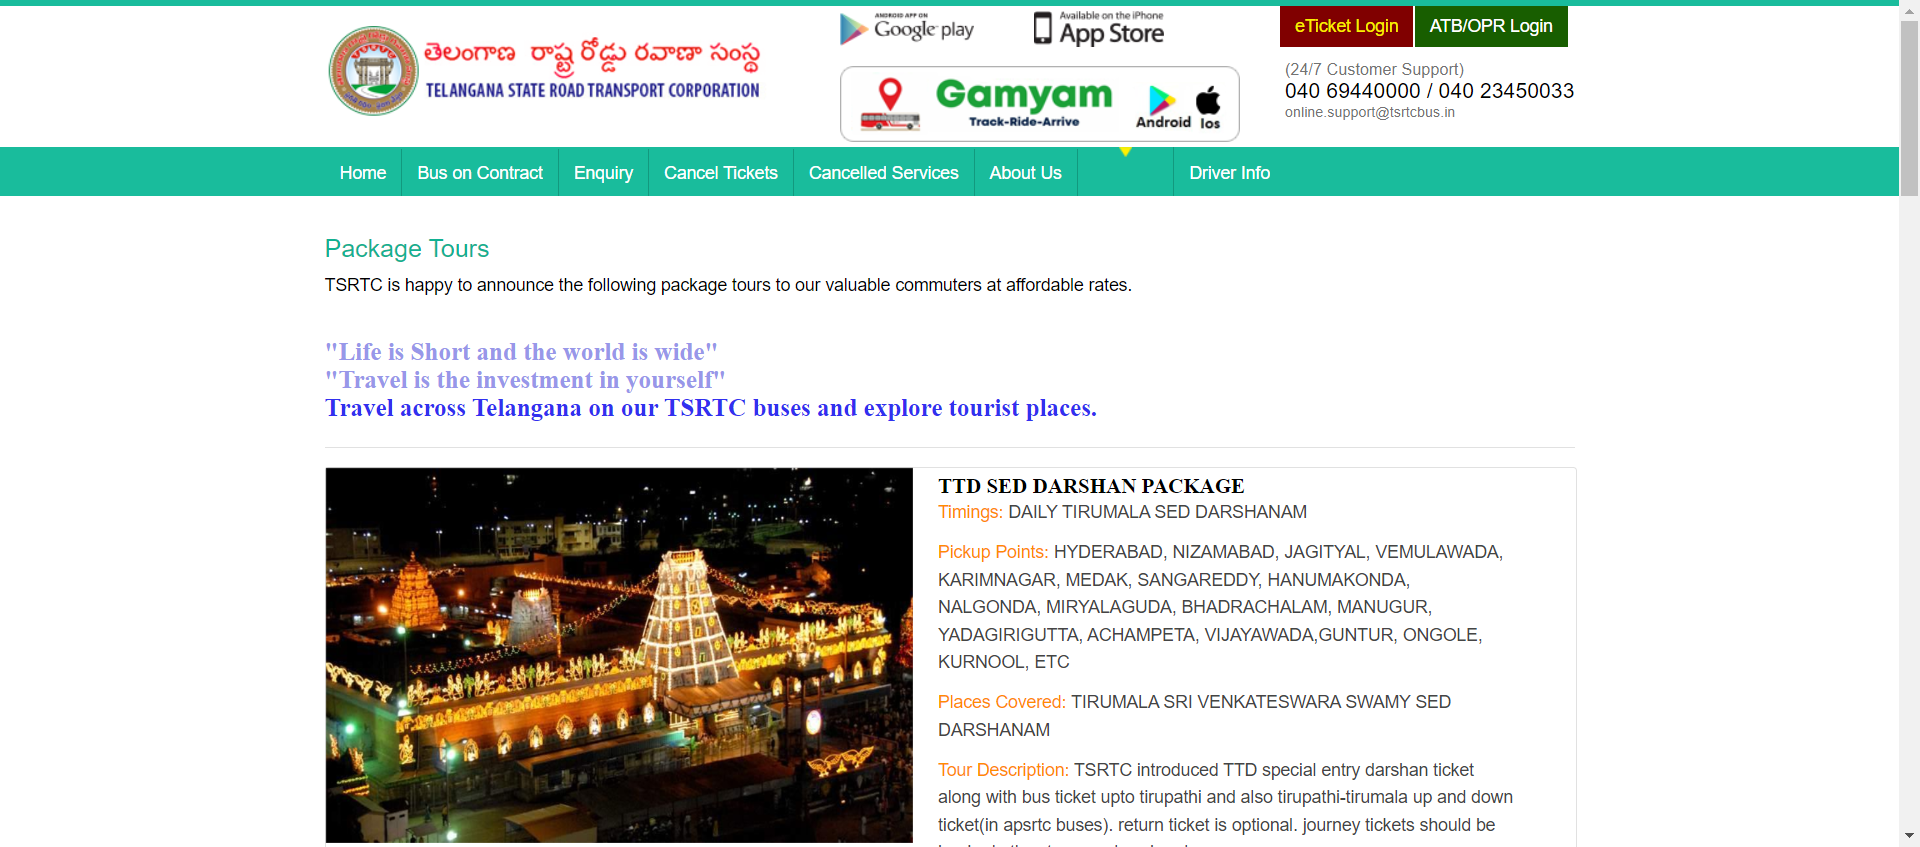 తెలంగాణ రాష్ట్ర రోడ్డు రవాణా సంస్థ
TELANGANA STATE ROAD TRANSPORT CORPORATION
ANDROID APP ON
Google play
Available on the iPhone
App Store
Gamyam
Track-Ride-Arrive
Android Ios
eTicket Login ATB/OPR Login
(24/7 Customer Support)
040 69440000 / 040 23450033
online.support@tsrtcbus.in
Home Bus on Contract Enquiry Cancel Tickets Cancelled Services About Us Driver Info
Package Tours
TSRTC is happy to announce the following package tours to our valuable commuters at affordable rates.
"Life is Short and the world is wide"
"Travel is the investment in yourself"
Travel across Telangana on our TSRTC buses and explore tourist places.
TTD SED DARSHAN PACKAGE
Timings: DAILY TIRUMALA SED DARSHANAM
Pickup Points: HYDERABAD, NIZAMABAD, JAGITYAL, VEMULAWADA,
KARIMNAGAR, MEDAK, SANGAREDDY, HANUMAKONDA,
NALGONDA, MIRYALAGUDA, BHADRACHALAM, MANUGUR,
YADAGIRIGUTTA, ACHAMPETA, VIJAYAWADA,GUNTUR, ONGOLE,
KURNOOL, ETC
Places Covered: TIRUMALA SRI VENKATESWARA SWAMY SED
DARSHANAM
Tour Description: TSRTC introduced TTD special entry darshan ticket
along with bus ticket upto tirupathi and also tirupathi-tirumala up and down
ticket(in apsrtc buses). return ticket is optional. journey tickets should be